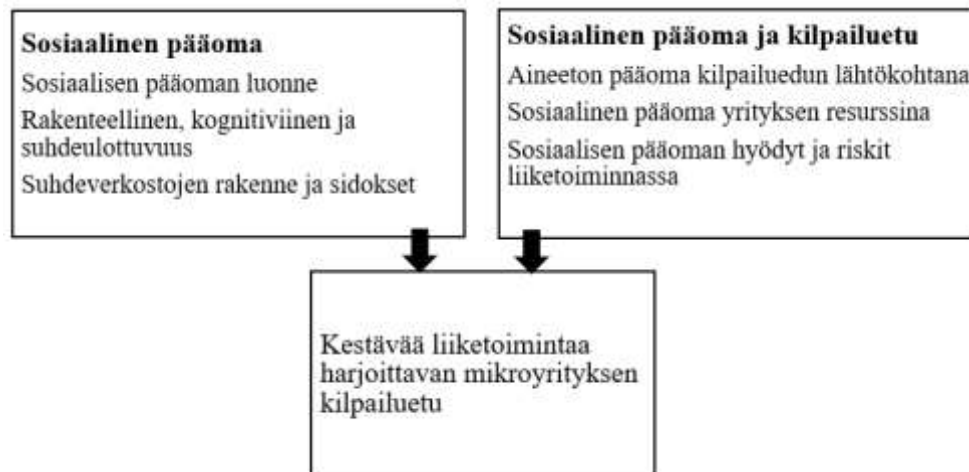 Sosiaalinen pääoma
Sosiaalisen pääoman luonne
Rakenteellinen, kognitiivinen ja
suhdeulottuvuus
Suhdeverkostojen rakenne ja sidokset
Sosiaalinen pääoma ja kilpailuetu
Aineeton pääoma kilpailuedun lähtökohtana
Sosiaalinen pääoma yrityksen resurssina
Sosiaalisen pääoman hyödyt ja riskit
liiketoiminnassa
Kestävää liiketoimintaa
harjoittavan mikroyrityksen
kilpailuetu